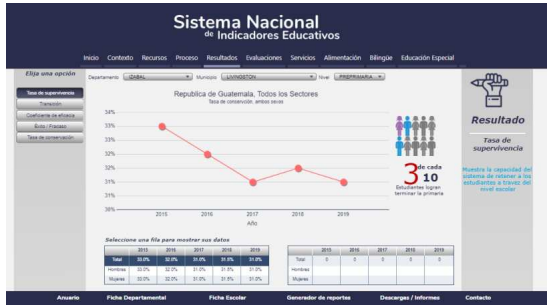 Sistema Nacional
de Indicadores Educativos
Inicio Contexto Recursos Proceso Resultados Evaluaciones Servicios Alimentación Bilingüe Educación Especial
Elija una opción
Departamento IZABAL Municipio LIVINGSTON Nivel PREPRIMARIA
Tasa de supervivencia
Transición
Coeficiente de eficacia
Éxito / Fracaso
Tasa de conservación
Republica de Guatemala, Todos los Sectores
Tasa de conservción, ambos sexos
34%
33%
33%
32%
32%
31%
31%
30%
2015 2016 2017 2018 2019
Año
3 de cada
10
Estudiantes logran
terminar la primaria
Resultado
Tasa de
supervivencia
Muestra la capacidad del
sistema de retener a los
estudiantes a traves del
nivel escolar
Seleccione una fila para mostrar sus datos
2015 2016 2017 2018 2019
Total 33.0% 32.0% 31.0% 31.5% 31.0%
Hombres 33.0% 32.0% 31.0% 31.5% 31.0%
Mujeres 33.0% 32.0% 31.0% 31.5% 31.0%
2015 2016 2017 2018 2019
Total 0 0 0 0 0
Hombres
Mujeres
Anuario Ficha Departamental Ficha Escolar Generador de reportes Descargas / Informes Contacto